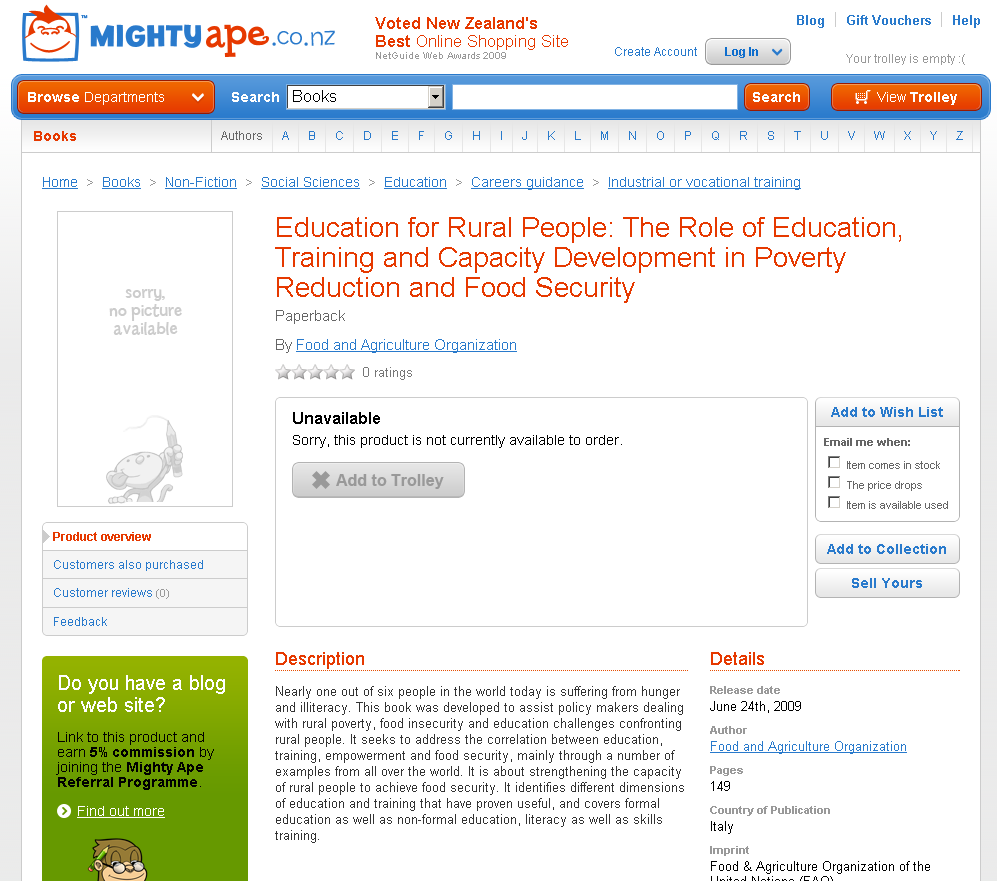 MIGHTYape.co.nz™
Voted New Zealand's
Best Online Shopping Site
NetGuide Web Awards 2009
Blog
Gift Vouchers
Help
Create Account
Log In
Your trolley is empty :(
Browse Departments
Search
Books
Search
View Trolley
Books
Authors A B C D E F G H I J K L M N O P Q R S T U V W X Y Z
Home > Books > Non-Fiction > Social Sciences > Education > Careers guidance > Industrial or vocational training
sorry,
no picture
available
Education for Rural People: The Role of Education,
Training and Capacity Development in Poverty
Reduction and Food Security
Paperback
By Food and Agriculture Organization
0 ratings
Unavailable
Sorry, this product is not currently available to order.
Add to Trolley
Add to Wish List
Email me when:
Item comes in stock
The price drops
Item is available used
Add to Collection
Sell Yours
Product overview
Customers also purchased
Customer reviews (0)
Feedback
Do you have a blog
or web site?
Link to this product and
earn 5% commission by
joining the Mighty Ape
Referral Programme.
Find out more
Description
Nearly one out of six people in the world today is suffering from hunger
and illiteracy. This book was developed to assist policy makers dealing
with rural poverty, food insecurity and education challenges confronting
rural people. It seeks to address the correlation between education,
training, empowerment and food security, mainly through a number of
examples from all over the world. It is about strengthening the capacity
of rural people to achieve food security. It identifies different dimensions
of education and training that have proven useful, and covers formal
education as well as non-formal education, literacy as well as skills
training.
Details
Release date
June 24th, 2009
Author
Food and Agriculture Organization
Pages
149
Country of Publication
Italy
Imprint
Food & Agriculture Organization of the
United Nations (FAO)